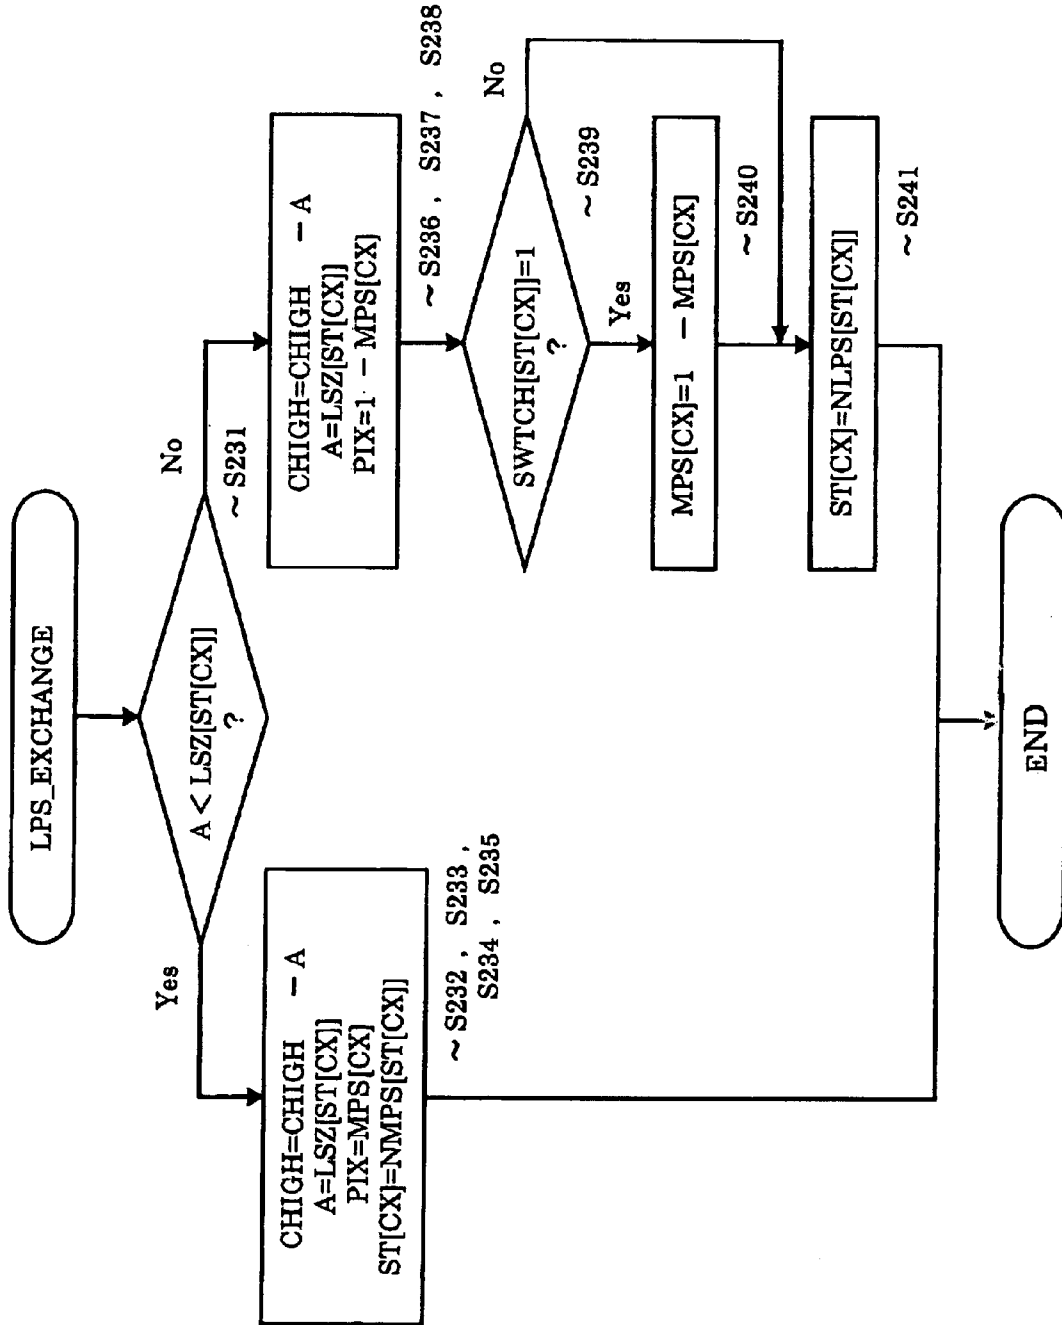 LPS_EXCHANGE
A < LSZ[ST[CX]]
?
~ S231
Yes
No
CHIGH=CHIGH － A
A=LSZ[ST[CX]]
PIX=MPS[CX]
ST[CX]=NMPS[ST[CX]]
~ S232 , S233 ,
S234 , S235
CHIGH=CHIGH － A
A=LSZ[ST[CX]]
PIX=1 － MPS[CX]
~ S236 , S237 , S238
SWTCH[ST[CX]]=1
?
~ S239
No
Yes
MPS[CX]=1 － MPS[CX]
~ S240
ST[CX]=NLPS[ST[CX]]
~ S241
END